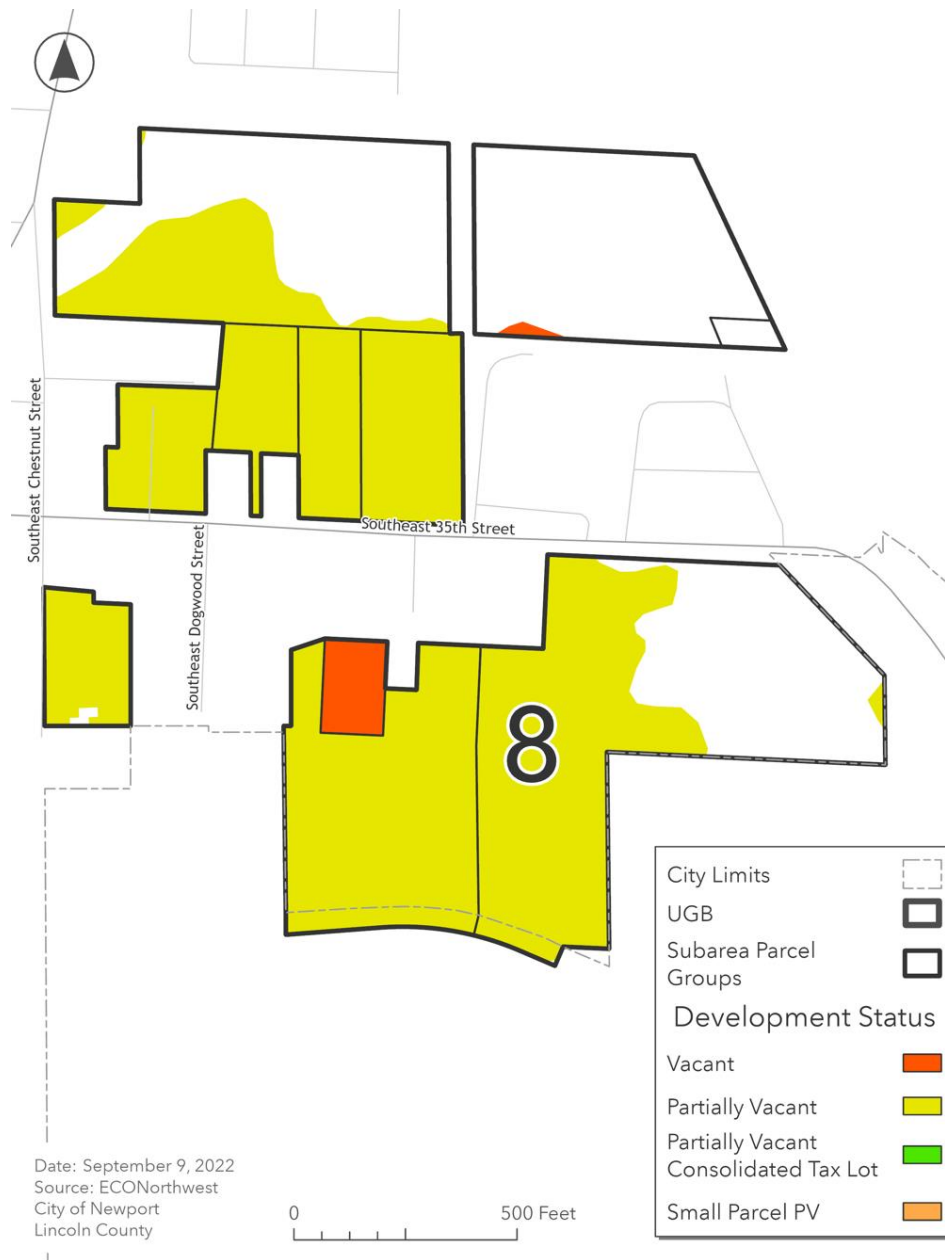 Southeast Chestnut Street
Southeast 35th Street
Southeast Dogwood Street
8
City Limits
UGB
Subarea Parcel
Groups
Development Status
Vacant
Partially Vacant
Partially Vacant
Consolidated Tax Lot
Small Parcel PV
Date: September 9, 2022
Source: ECONorthwest
City of Newport
Lincoln County
0
500 Feet